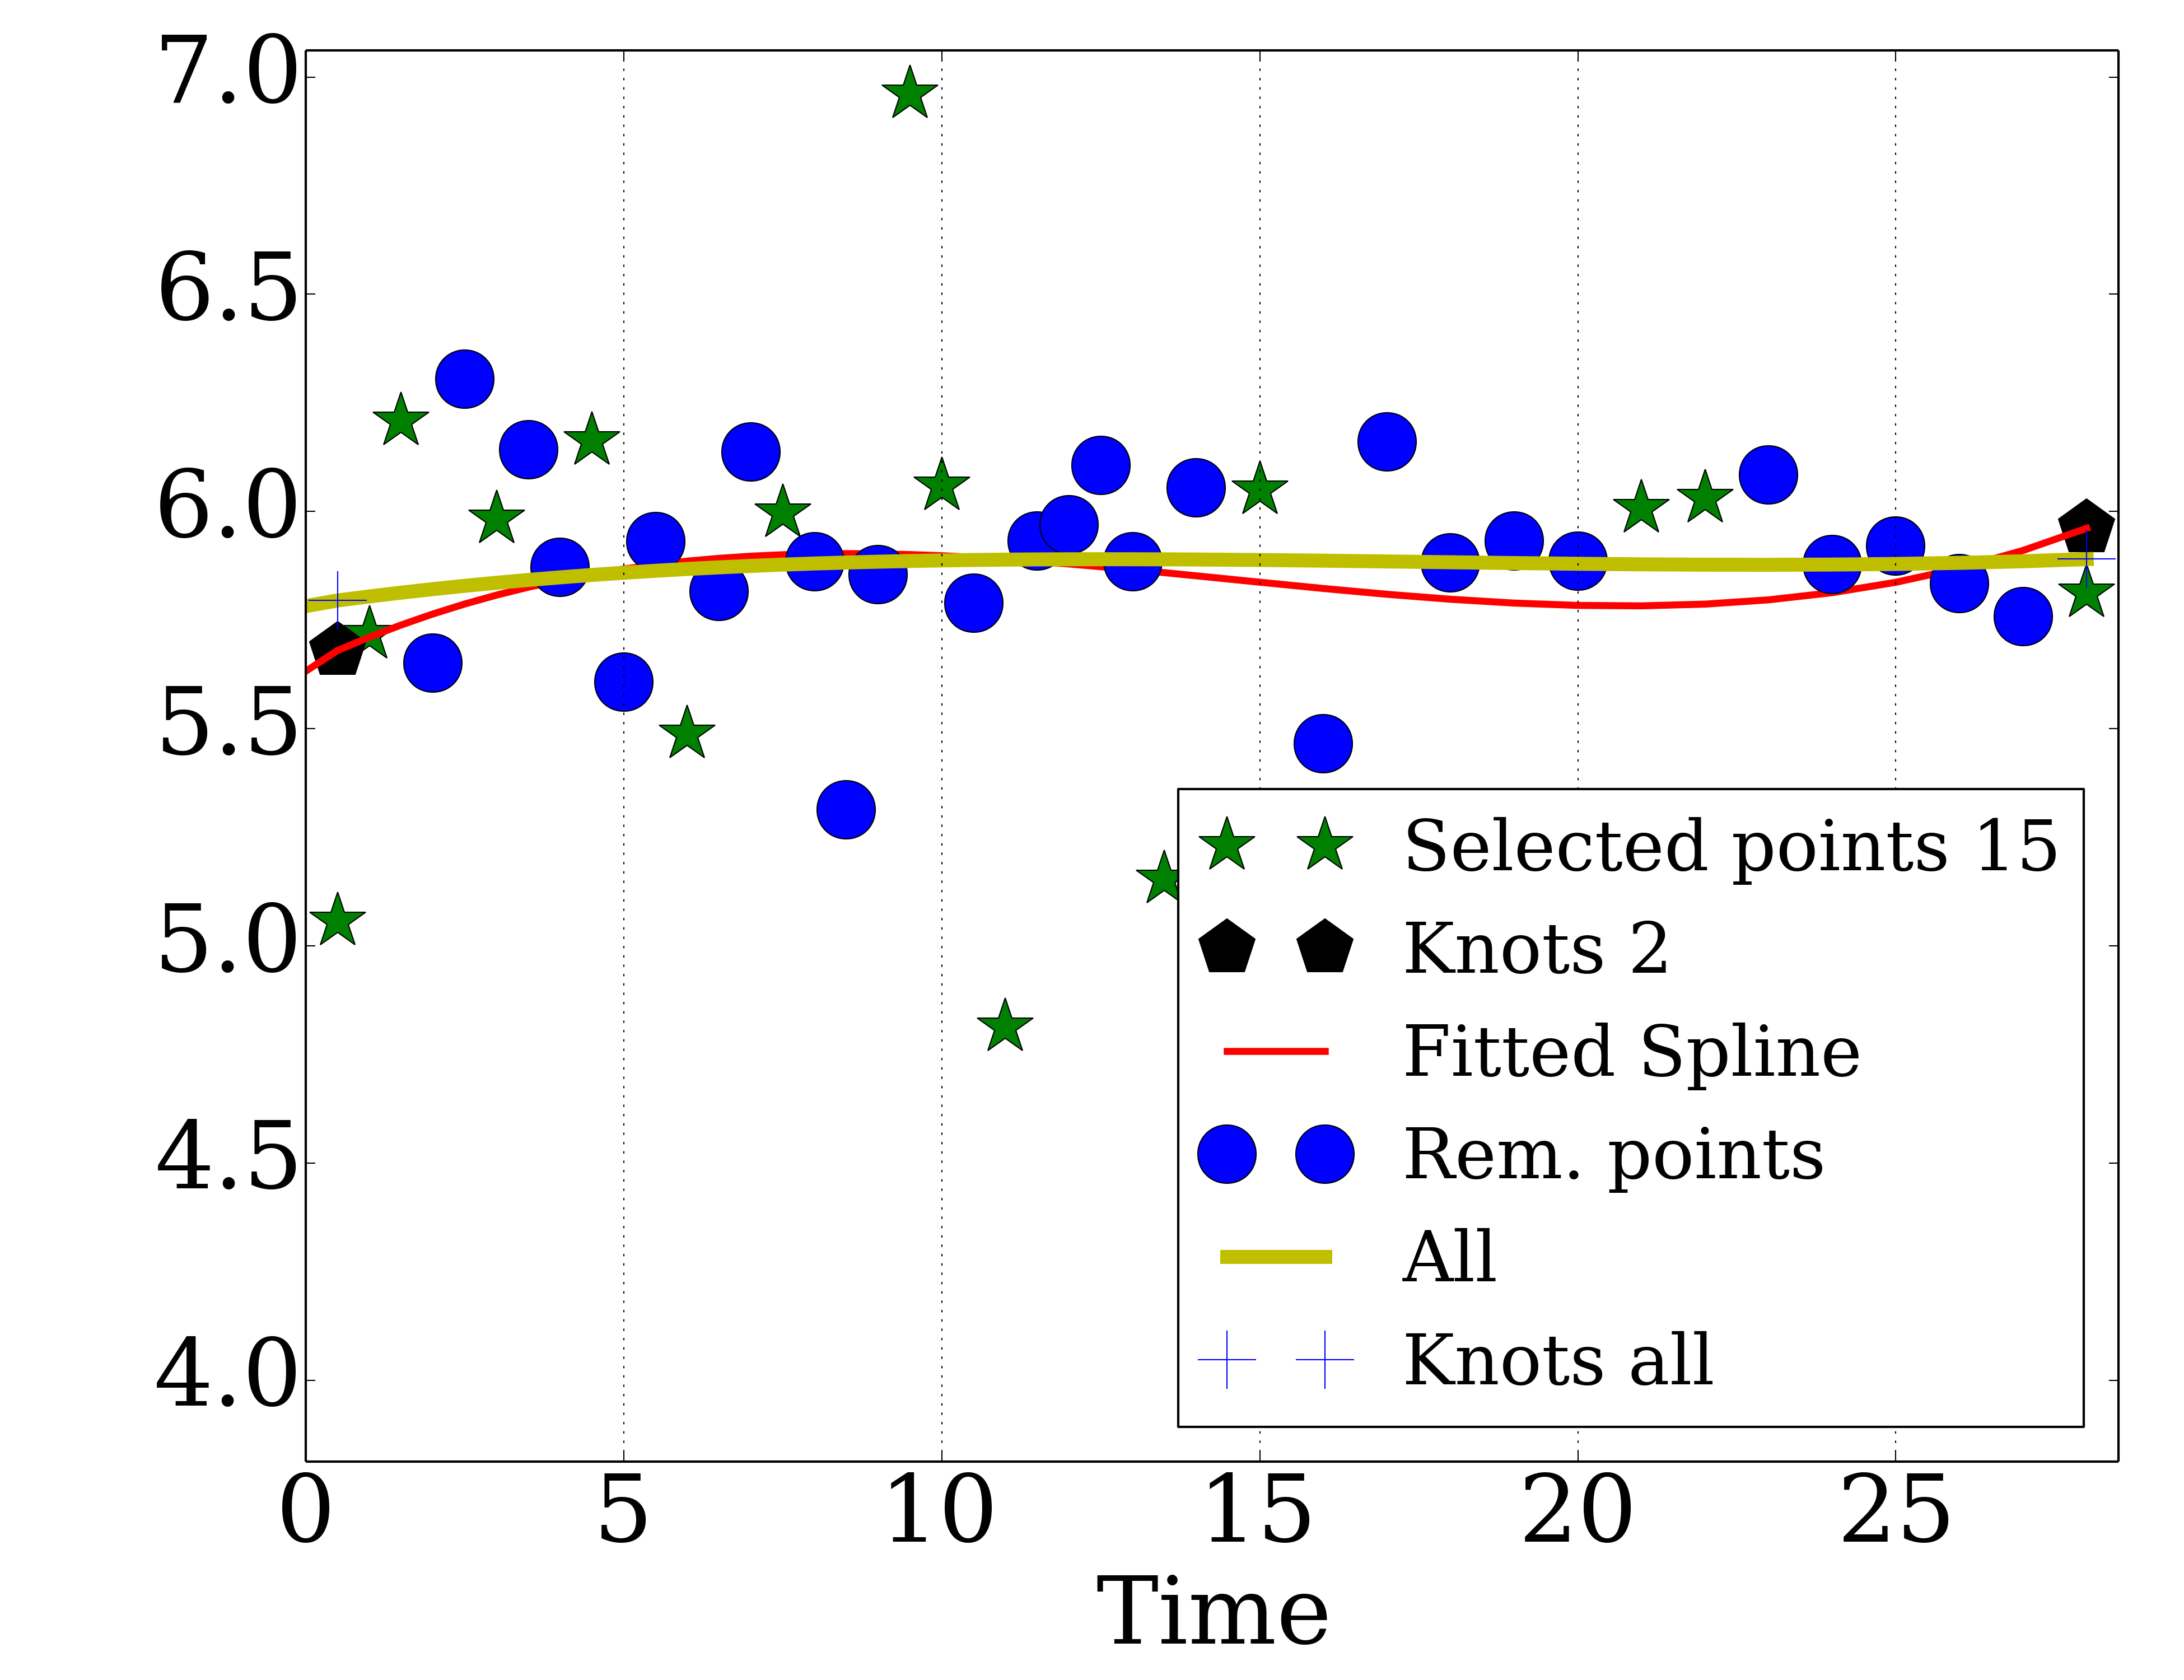 7.0
6.5
6.0
5.5
5.0
4.5
4.0
Selected points 15
Knots 2
Fitted Spline
Rem. points
All
Knots all
0 5 10 15 20 25
Time